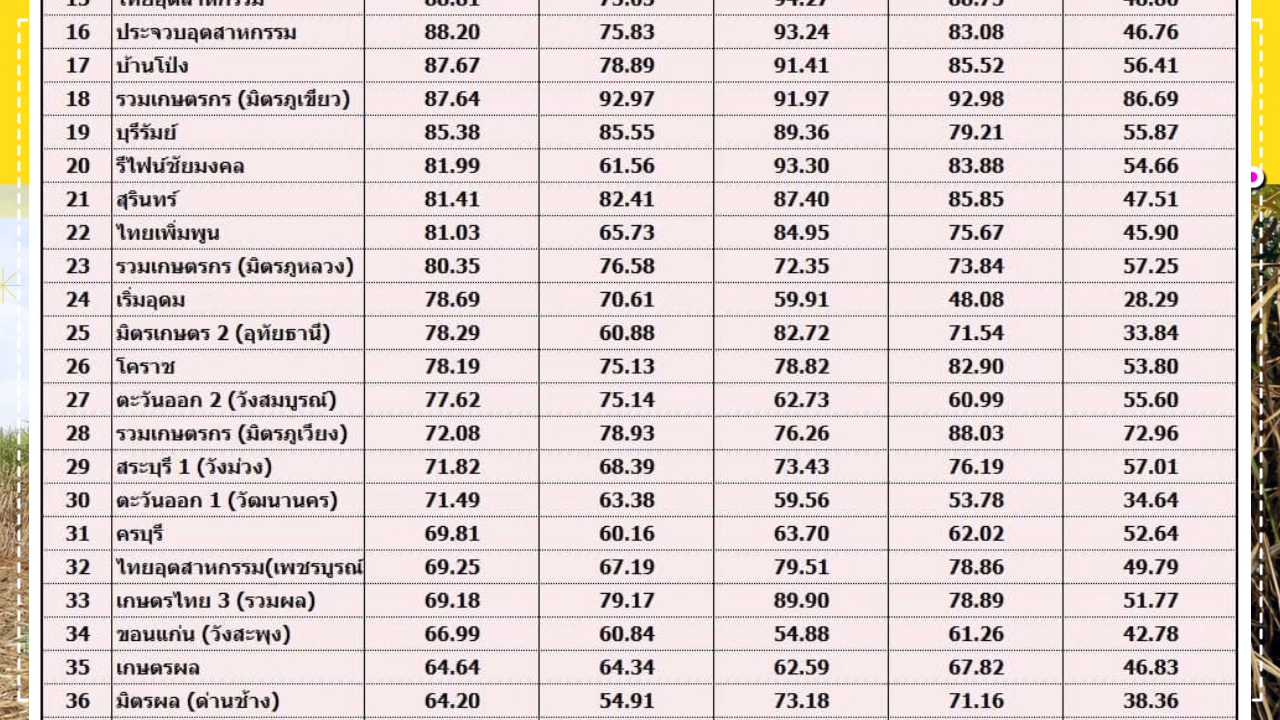 15 ไทยอุตสาหกรรม 88.81 75.65 94.27 88.75 46.86
16 ประจวบอุตสาหกรรม 88.20 75.83 93.24 83.08 46.76
17 บ้านโป่ง 87.67 78.89 91.41 85.52 56.41
18 รวมเกษตรกร (มิตรภูเขียว) 87.64 92.97 91.97 92.98 86.69
19 บุรีรัมย์ 85.38 85.55 89.36 79.21 55.87
20 รีไฟน์ชัยมงคล 81.99 61.56 93.30 83.88 54.66
21 สุรินทร์ 81.41 82.41 87.40 85.85 47.51
22 ไทยเพิ่มพูน 81.03 65.73 84.95 75.67 45.90
23 รวมเกษตรกร (มิตรภูหลวง) 80.35 76.58 72.35 73.84 57.25
24 เริ่มอุดม 78.69 70.61 59.91 48.08 28.29
25 มิตรเกษตร 2 (อุทัยธานี) 78.29 60.88 82.72 71.54 33.84
26 โคราช 78.19 75.13 78.82 82.90 53.80
27 ตะวันออก 2 (วังสมบูรณ์) 77.62 75.14 62.73 60.99 55.60
28 รวมเกษตรกร (มิตรภูเวียง) 72.08 78.93 76.26 88.03 72.96
29 สระบุรี 1 (วังม่วง) 71.82 68.39 73.43 76.19 57.01
30 ตะวันออก 1 (วัฒนานคร) 71.49 63.38 59.56 53.78 34.64
31 ครบุรี 69.81 60.16 63.70 62.02 52.64
32 ไทยอุตสาหกรรม(เพชรบูรณ์ 69.25 67.19 79.51 78.86 49.79
33 เกษตรไทย 3 (รวมผล) 69.18 79.17 89.90 78.89 51.77
34 ขอนแก่น (วังสะพุง) 66.99 60.84 54.88 61.26 42.78
35 เกษตรผล 64.64 64.34 62.59 67.82 46.83
36 มิตรผล (ด่านช้าง) 64.20 54.91 73.18 71.16 38.36